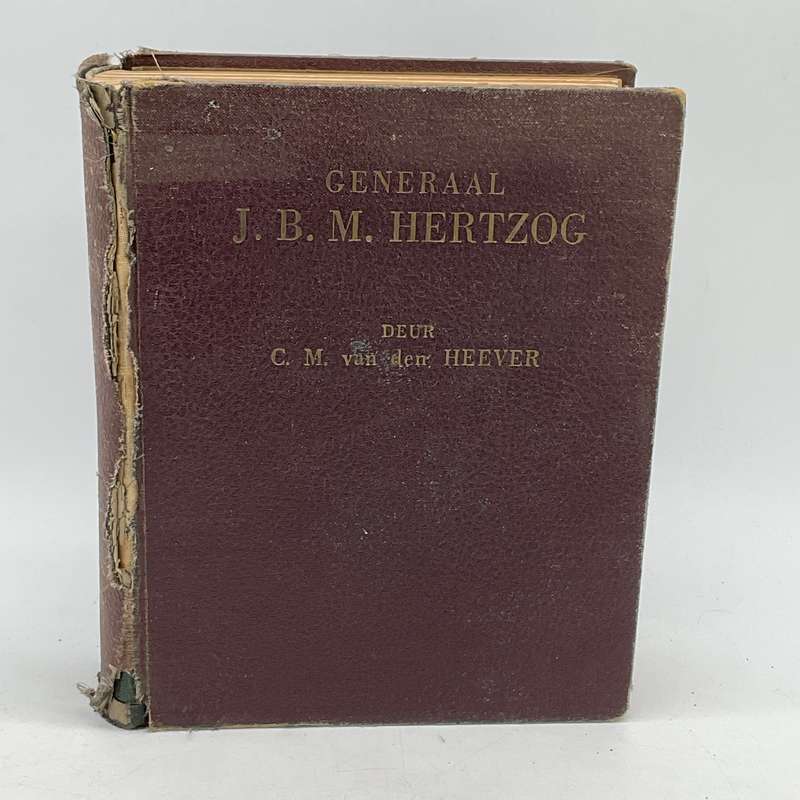 GENERAAL
J. B. M. HERTZOG
DEUR
C. M. van den HEEVER